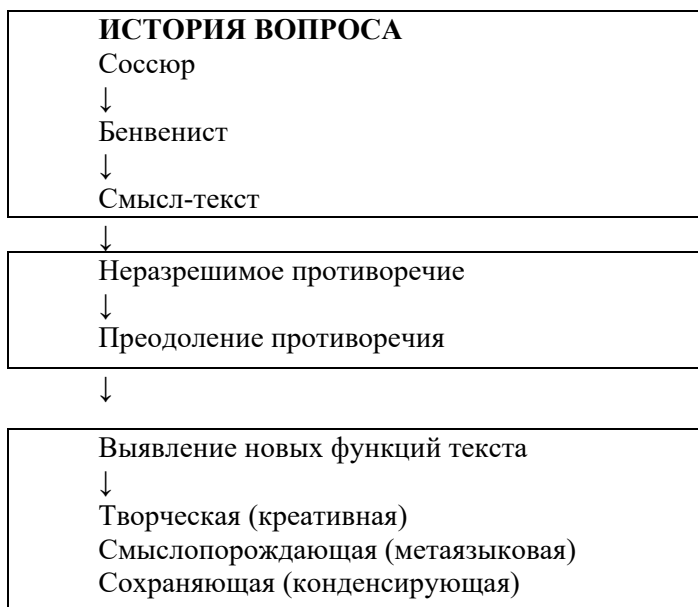 ИСТОРИЯ ВОПРОСА
Соссюр
↓
Бенвенист
↓
Смысл-текст
↓
Неразрешимое противоречие
↓
Преодоление противоречия
↓
Выявление новых функций текста
↓
Творческая (креативная)
Смыслопорождающая (метаязыковая)
Сохраняющая (конденсирующая)